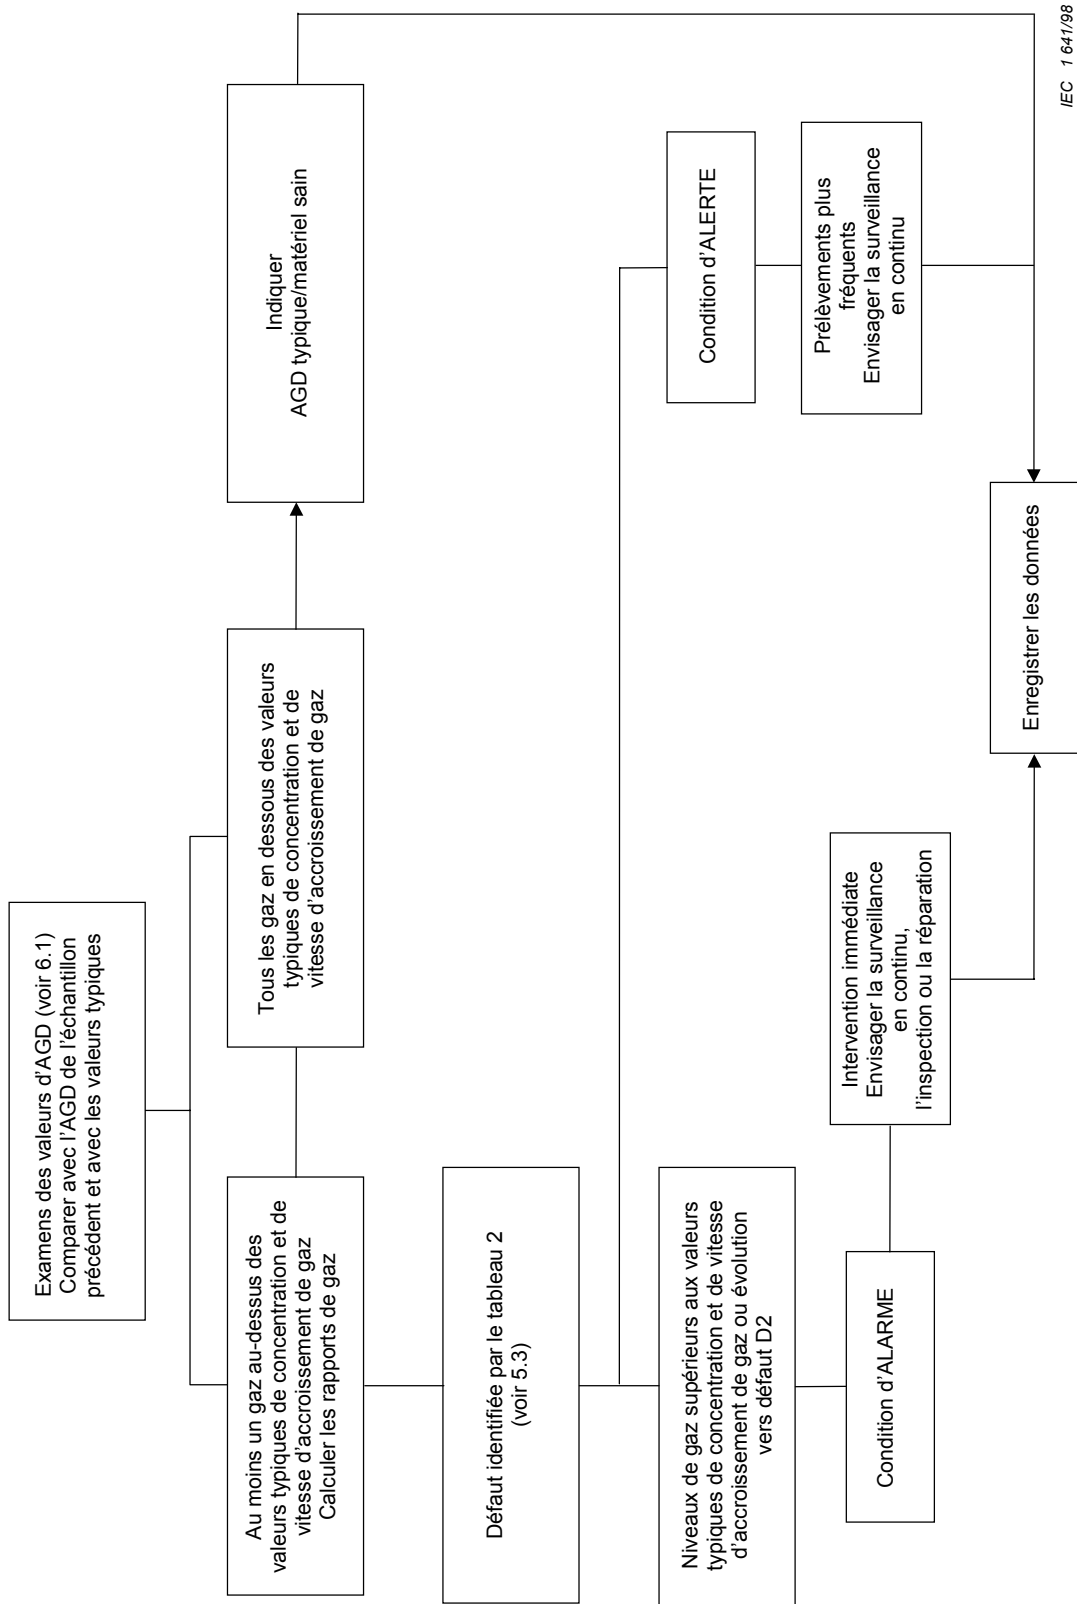 Examens des valeurs d'AGD (voir 6.1)
Comparer avec l'AGD de l'échantillon
précédent et avec les valeurs typiques
Au moins un gaz au-dessus des
valeurs typiques de concentration et de
vitesse d'accroissement de gaz
Calculer les rapports de gaz
Tous les gaz en dessous des valeurs
typiques de concentration et de
vitesse d'accroissement de gaz
Indiquer
AGD typique/matériel sain
Défaut identifiée par le tableau 2
(voir 5.3)
Niveaux de gaz supérieurs aux valeurs
typiques de concentration et de vitesse
d'accroissement de gaz ou évolution
vers défaut D2
Condition d'ALERTE
Prélèvements plus
fréquents
Envisager la surveillance
en continu
Condition d'ALARME
Intervention immédiate
Envisager la surveillance
en continu,
l'inspection ou la réparation
Enregistrer les données
IEC 1 641/98